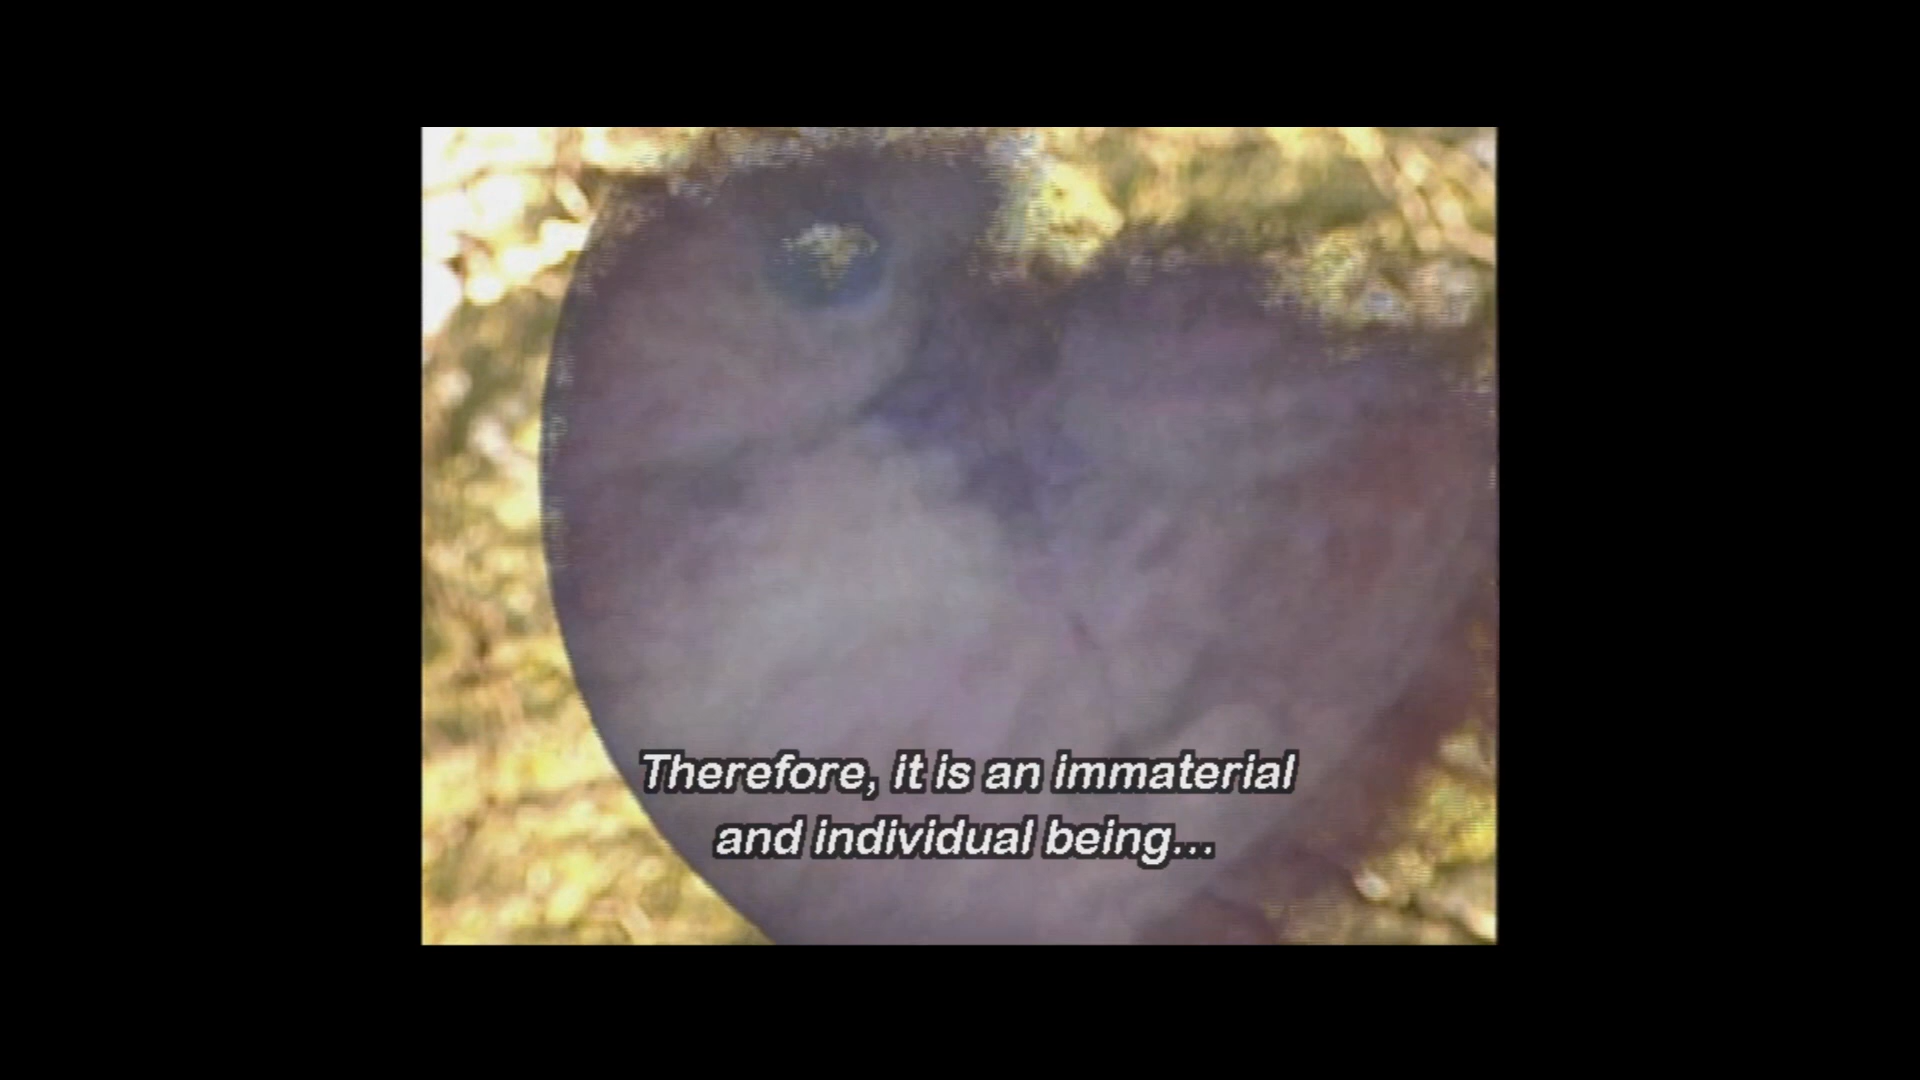 Therefore, it is an immaterial
and individual being...